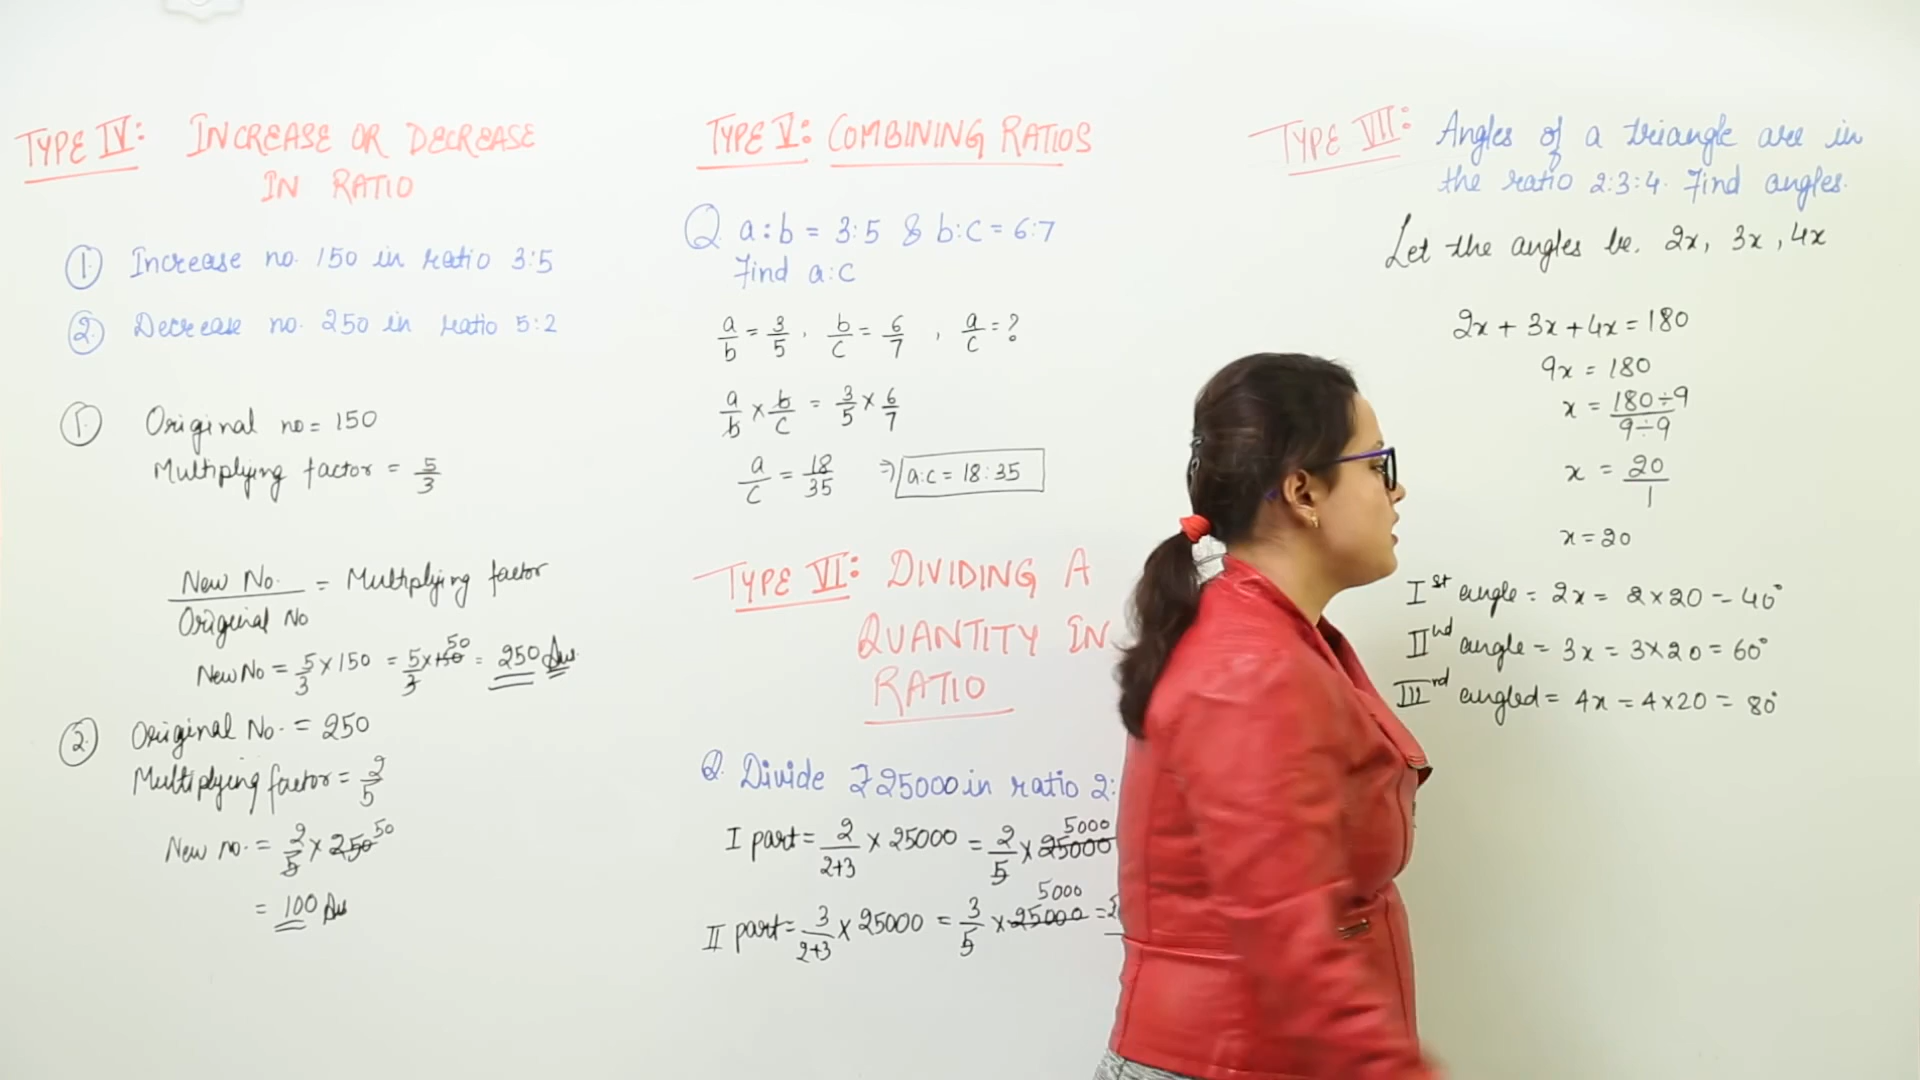 TYPE IV: INCREASE OR DECREASE
IN RATIO
1. Increase no. 150 in ratio 3:5
2. Decrease no. 250 in ratio 5:2
1. Original no = 150
Multiplying factor = 5/3
New No. / Original No = Multiplying factor
New No = 5/3 × 150 = 5/3 × 150 50 = 250 Ans.
2. Original No. = 250
Multiplying factor = 2/5
New no. = 2/5 × 250 50
= 100 Ans
TYPE V: COMBINING RATIOS
Q. a:b = 3:5 & b:c = 6:7
Find a:c
a/b = 3/5, b/c = 6/7, a/c = ?
a/b × b/c = 3/5 × 6/7
a/c = 18/35 ⇒ a:c = 18:35
TYPE VI: DIVIDING A
QUANTITY IN
RATIO
Q. Divide ₹25000 in ratio 2:
I part = 2/2+3 × 25000 = 2/5 × 25000 5000
II part = 3/2+3 × 25000 = 3/5 × 25000 5000 =
TYPE VII: Angles of a triangle are in
the ratio 2:3:4. Find angles.
Let the angles be. 2x, 3x, 4x
2x + 3x + 4x = 180
9x = 180
x = 180÷9 / 9÷9
x = 20/1
x = 20
Ist angle = 2x = 2×20 = 40°
IInd angle = 3x = 3×20 = 60°
IIIrd angled = 4x = 4×20 = 80°